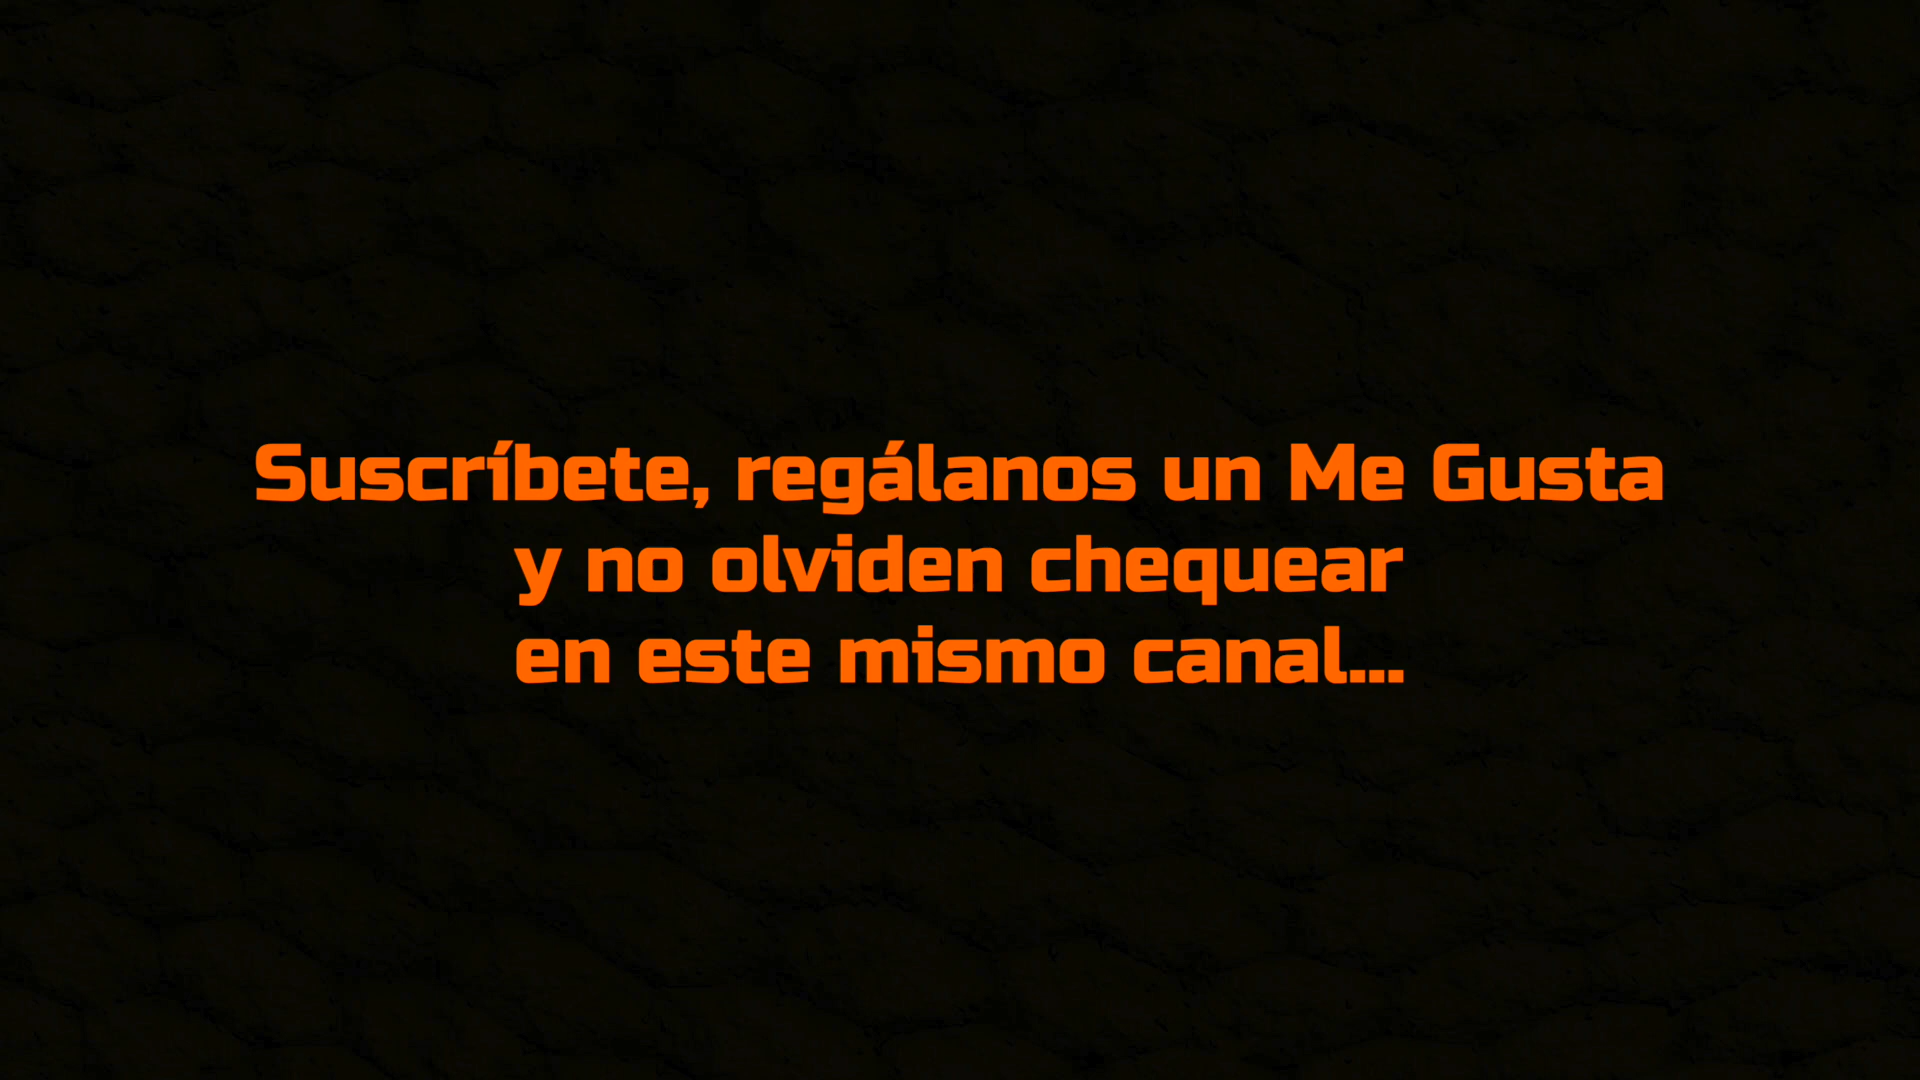 Suscríbete, regálanos un Me Gusta
y no olviden chequear
en este mismo canal...